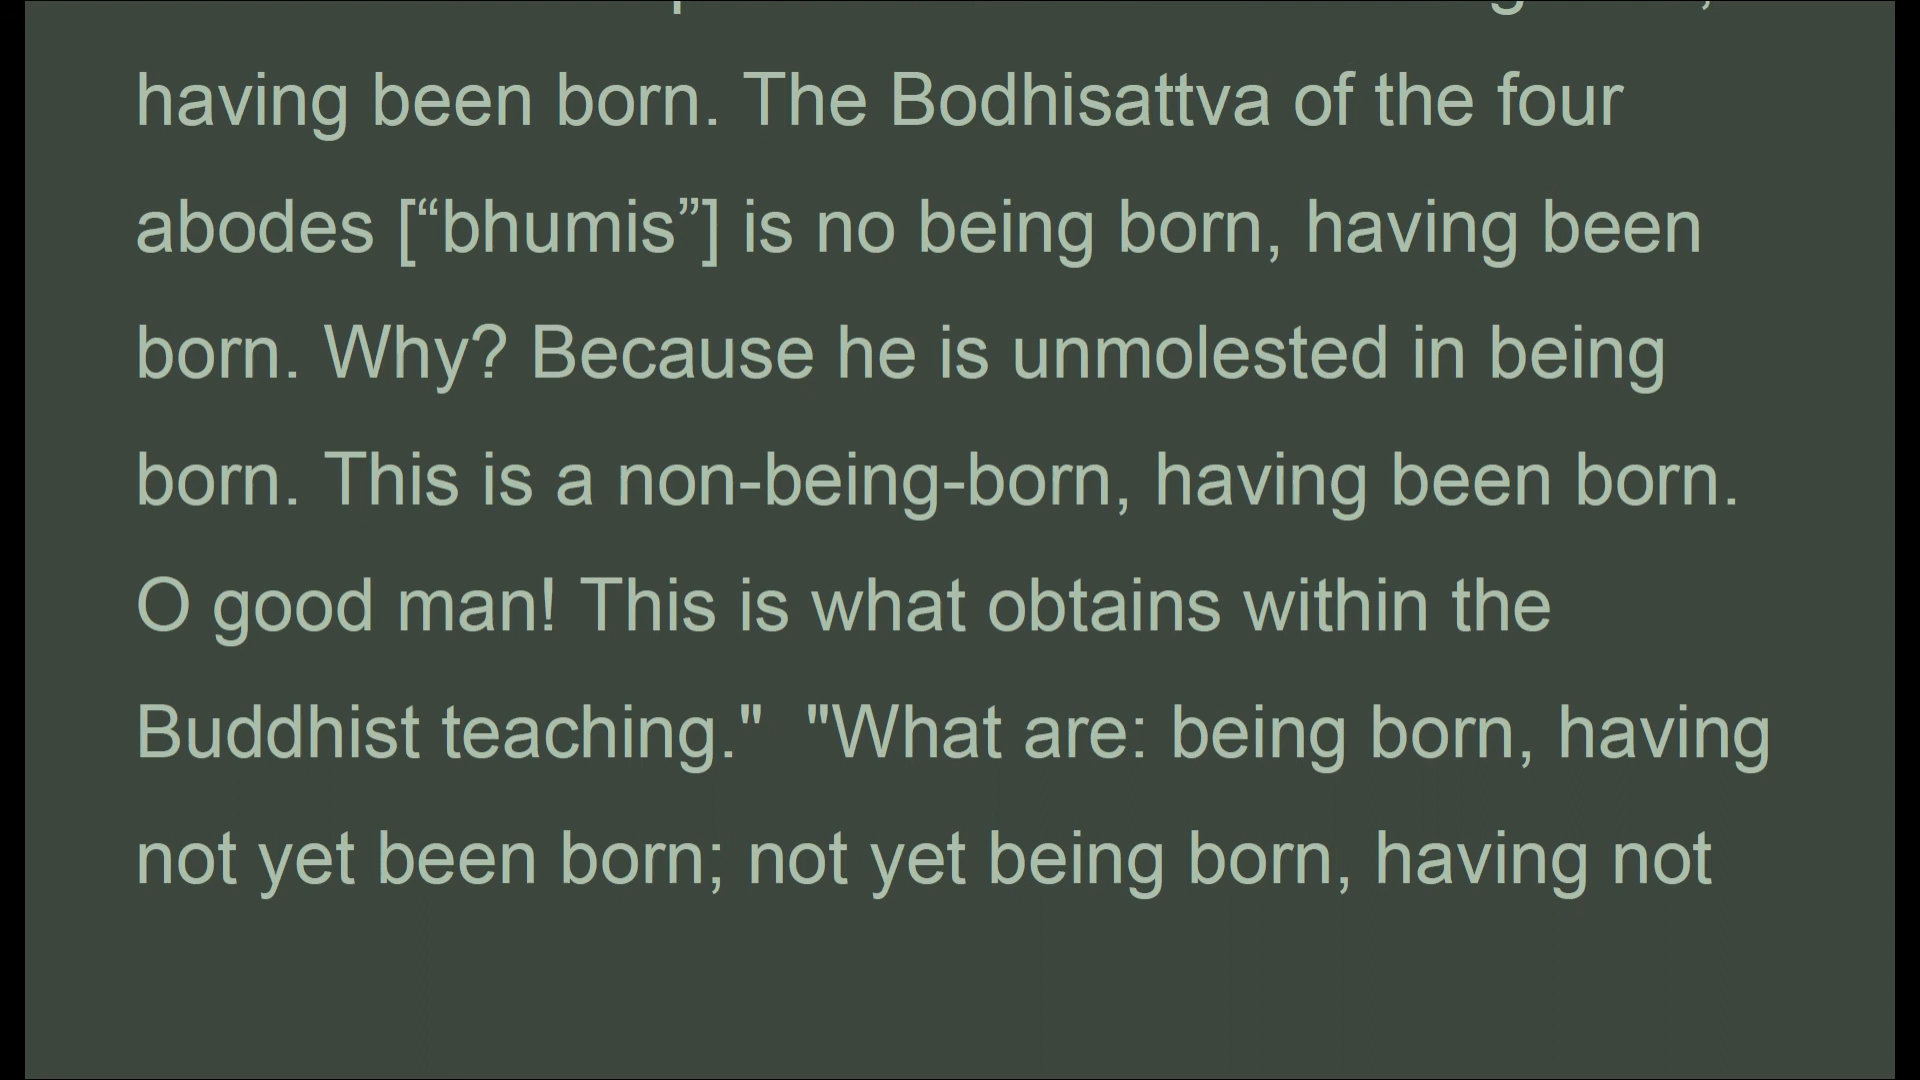 having been born. The Bodhisattva of the four
abodes [“bhumis”] is no being born, having been
born. Why? Because he is unmolested in being
born. This is a non-being-born, having been born.
O good man! This is what obtains within the
Buddhist teaching."  "What are: being born, having
not yet been born; not yet being born, having not